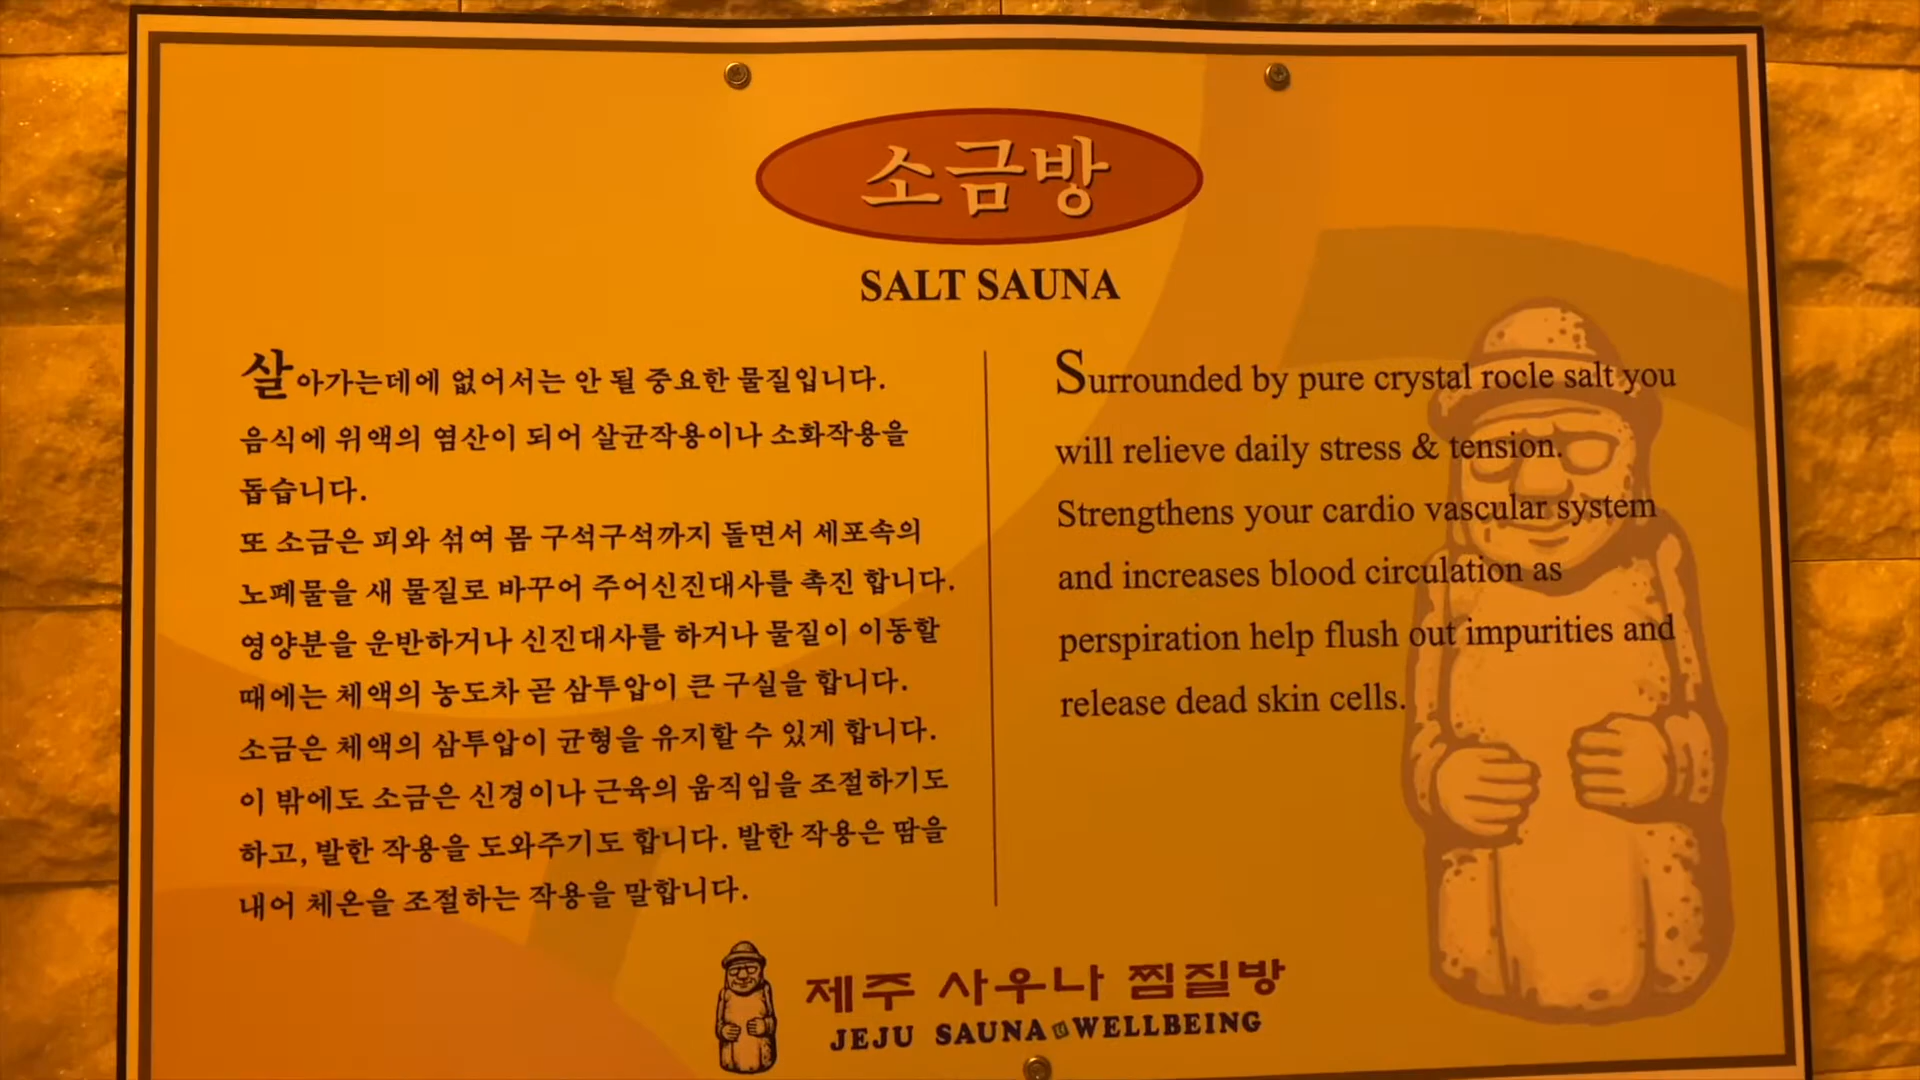 소금방
SALT SAUNA
살아가는데에 없어서는 안 될 중요한 물질입니다.
음식에 위액의 염산이 되어 살균작용이나 소화작용을
돕습니다.
또 소금은 피와 섞여 몸 구석구석까지 돌면서 세포속의
노폐물을 새 물질로 바꾸어 주어신진대사를 촉진 합니다.
영양분을 운반하거나 신진대사를 하거나 물질이 이동할
때에는 체액의 농도차 곧 삼투압이 큰 구실을 합니다.
소금은 체액의 삼투압이 균형을 유지할 수 있게 합니다.
이 밖에도 소금은 신경이나 근육의 움직임을 조절하기도
하고, 발한 작용을 도와주기도 합니다. 발한 작용은 땀을
내어 체온을 조절하는 작용을 말합니다.
Surrounded by pure crystal rocle salt you
will relieve daily stress & tension.
Strengthens your cardio vascular system
and increases blood circulation as
perspiration help flush out impurities and
release dead skin cells.
제주 사우나 찜질방
JEJU SAUNA WELLBEING